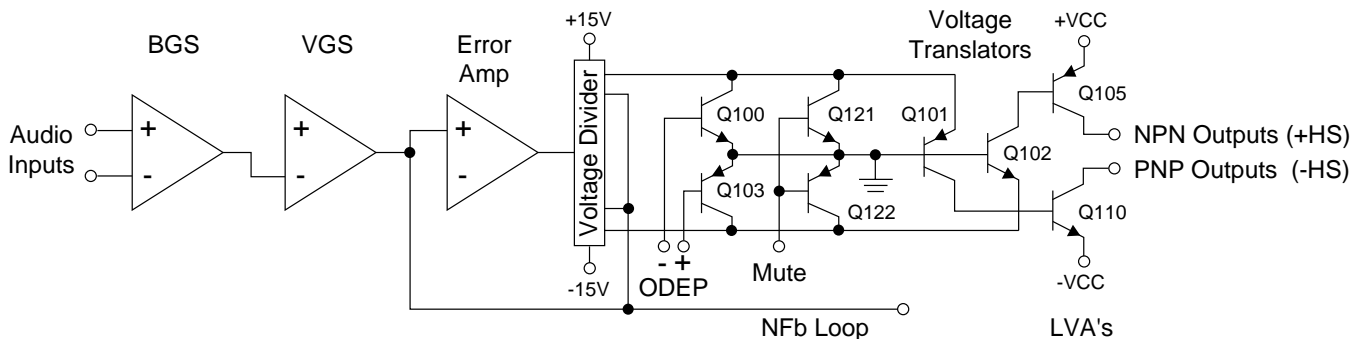 BGS
VGS
Error
Amp
+15V
Voltage
Translators
+VCC
Audio
Inputs
+
-
+
-
+
-
Voltage Divider
Q100
Q121
Q101
Q105
Q102
Q103
Q122
Q110
NPN Outputs (+HS)
PNP Outputs (-HS)
- +
ODEP
Mute
-15V
-VCC
NFb Loop
LVA's